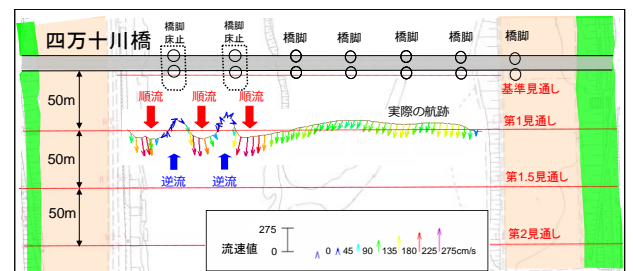 四万十川橋
橋脚
床止
橋脚
床止
橋脚
橋脚
橋脚
橋脚
橋脚
50m
順流
順流
順流
実際の航跡
基準見通し
第1見通し
50m
逆流
逆流
第1.5見通し
50m
275
0
流速値
0 45 90 135 180 225 275cm/s
第2見通し